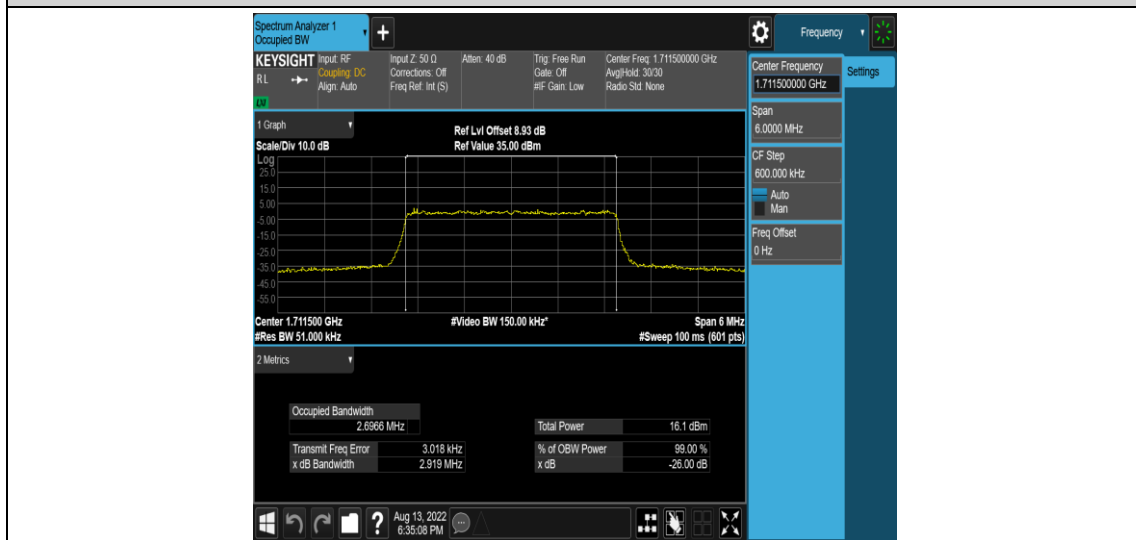 Spectrum Analyzer 1
Occupied BW
Frequency
KEYSIGHT
RL
LXI
Input: RF
Coupling: DC
Align: Auto
Input Z: 50 Ω
Corrections: Off
Freq Ref: Int (S)
Atten: 40 dB
Trig: Free Run
Gate: Off
#IF Gain: Low
Center Freq: 1.711500000 GHz
Avg|Hold: 30/30
Radio Std: None
Center Frequency
1.711500000 GHz
Settings
Span
6.0000 MHz
CF Step
600.000 kHz
Auto
Man
Freq Offset
0 Hz
1 Graph
Ref Lvl Offset 8.93 dB
Scale/Div 10.0 dB
Ref Value 35.00 dBm
Log
25.0
15.0
5.00
-5.00
-15.0
-25.0
-35.0
-45.0
-55.0
Center 1.711500 GHz
#Video BW 150.00 kHz*
Span 6 MHz
#Res BW 51.000 kHz
#Sweep 100 ms (601 pts)
2 Metrics
Occupied Bandwidth
2.6966 MHz
Total Power 16.1 dBm
Transmit Freq Error 3.018 kHz
% of OBW Power 99.00 %
x dB Bandwidth 2.919 MHz
x dB -26.00 dB
?
Aug 13, 2022
6:35:08 PM